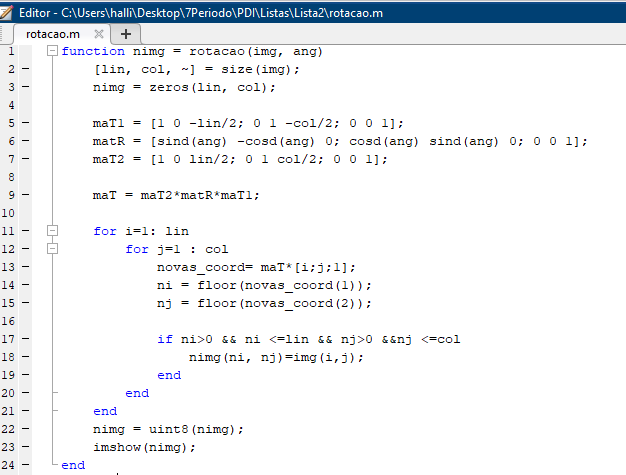 Editor - C:\Users\halli\Desktop\7Periodo\PDI\Listas\Lista2\rotacao.m
rotacao.m × +
1 function nimg = rotacao(img, ang)
2 - [lin, col, ~] = size(img);
3 - nimg = zeros(lin, col);
4
5 - maT1 = [1 0 -lin/2; 0 1 -col/2; 0 0 1];
6 - matR = [sind(ang) -cosd(ang) 0; cosd(ang) sind(ang) 0; 0 0 1];
7 - maT2 = [1 0 lin/2; 0 1 col/2; 0 0 1];
8
9 - maT = maT2*matR*maT1;
10
11 - for i=1: lin
12 - for j=1 : col
13 - novas_coord= maT*[i;j;1];
14 - ni = floor(novas_coord(1));
15 - nj = floor(novas_coord(2));
16
17 - if ni>0 && ni <=lin && nj>0 &&nj <=col
18 - nimg(ni, nj)=img(i,j);
19 - end
20 - end
21 - end
22 - nimg = uint8(nimg);
23 - imshow(nimg);
24 - end